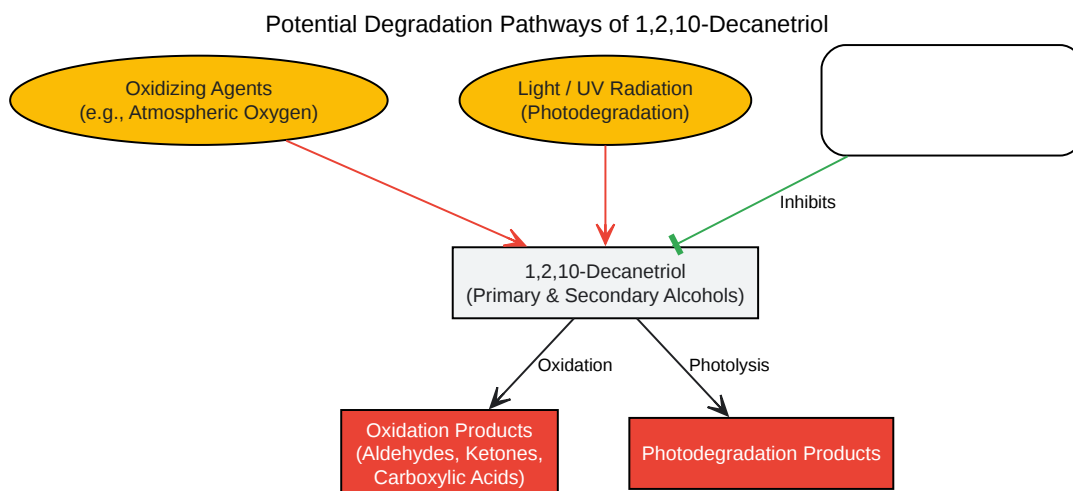 Potential Degradation Pathways of 1,2,10-Decanetriol
Oxidizing Agents
(e.g., Atmospheric Oxygen)
Light / UV Radiation
(Photodegradation)
Inhibits
1,2,10-Decanetriol
(Primary & Secondary Alcohols)
Oxidation
Photolysis
Oxidation Products
(Aldehydes, Ketones,
Carboxylic Acids)
Photodegradation Products